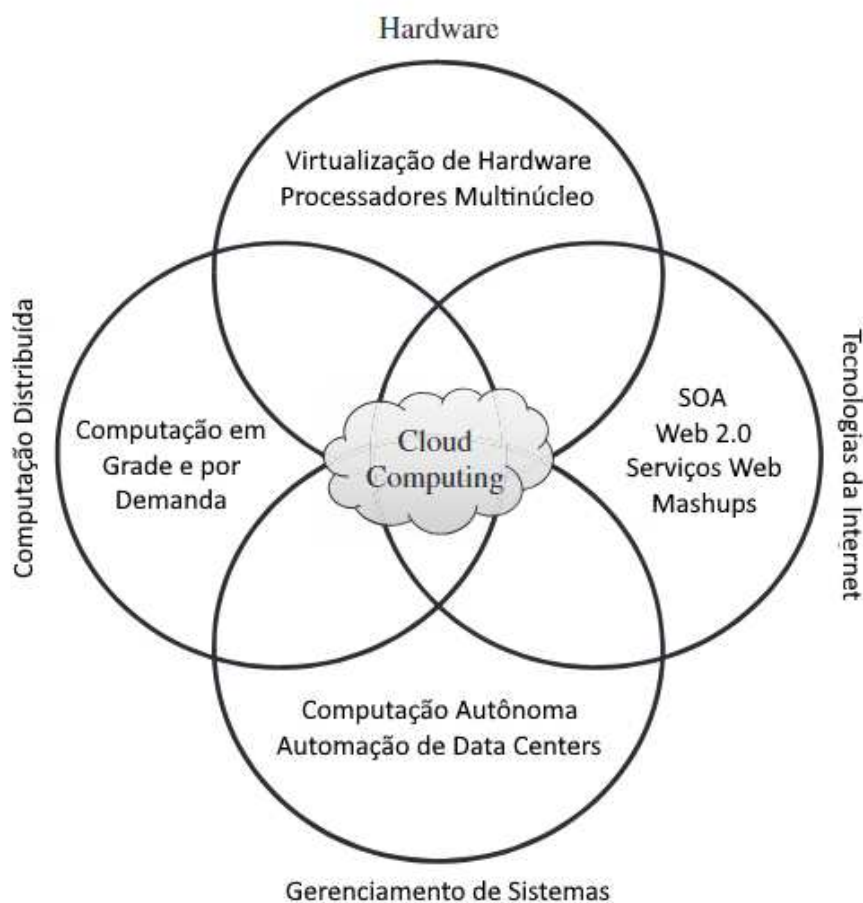 Hardware
Virtualização de Hardware
Processadores Multinúcleo
Computação Distribuída
Computação em
Grade e por
Demanda
Cloud
Computing
SOA
Web 2.0
Serviços Web
Mashups
Tecnologias da Internet
Computação Autônoma
Automação de Data Centers
Gerenciamento de Sistemas